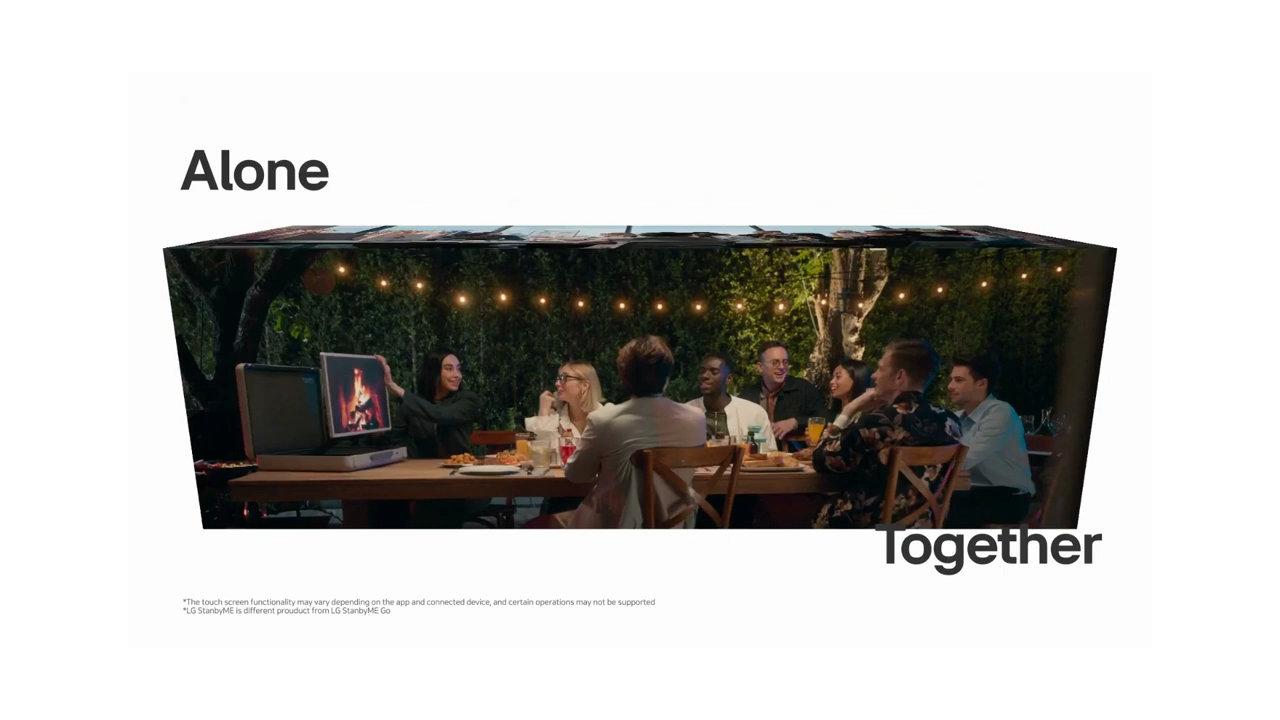 Alone
Together
*The touch screen functionality may vary depending on the app and connected device, and certain operations may not be supported
*LG StanbyME is different prouduct from LG StanbyME Go